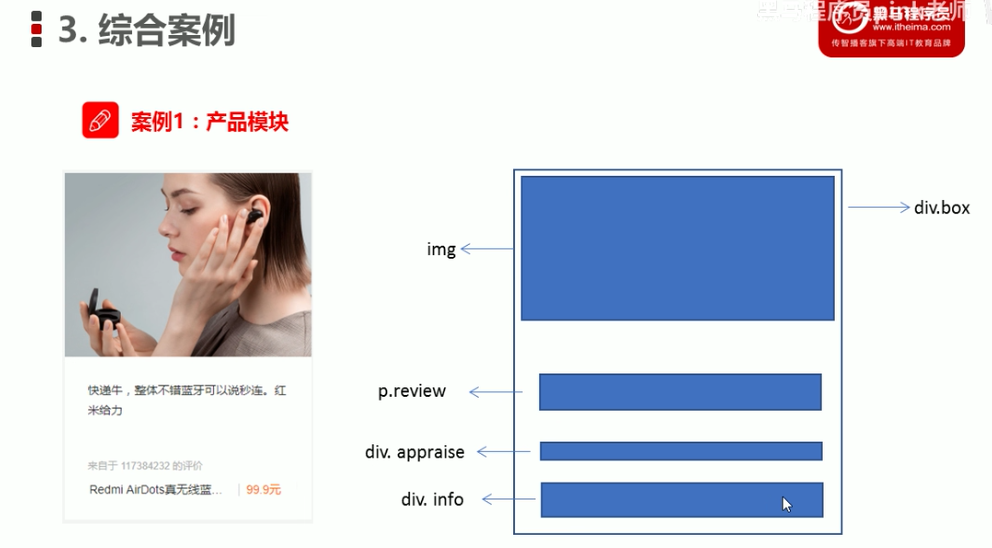 3. 综合案例
黑马程序员pink老师
黑马程序员
www.itheima.com
传智播客旗下高端IT教育品牌
案例1：产品模块
div.box
img
快递牛，整体不错蓝牙可以说秒连。红
米给力
p.review
来自于 117384232 的评价
div. appraise
Redmi AirDots真无线蓝... | 99.9元
div. info